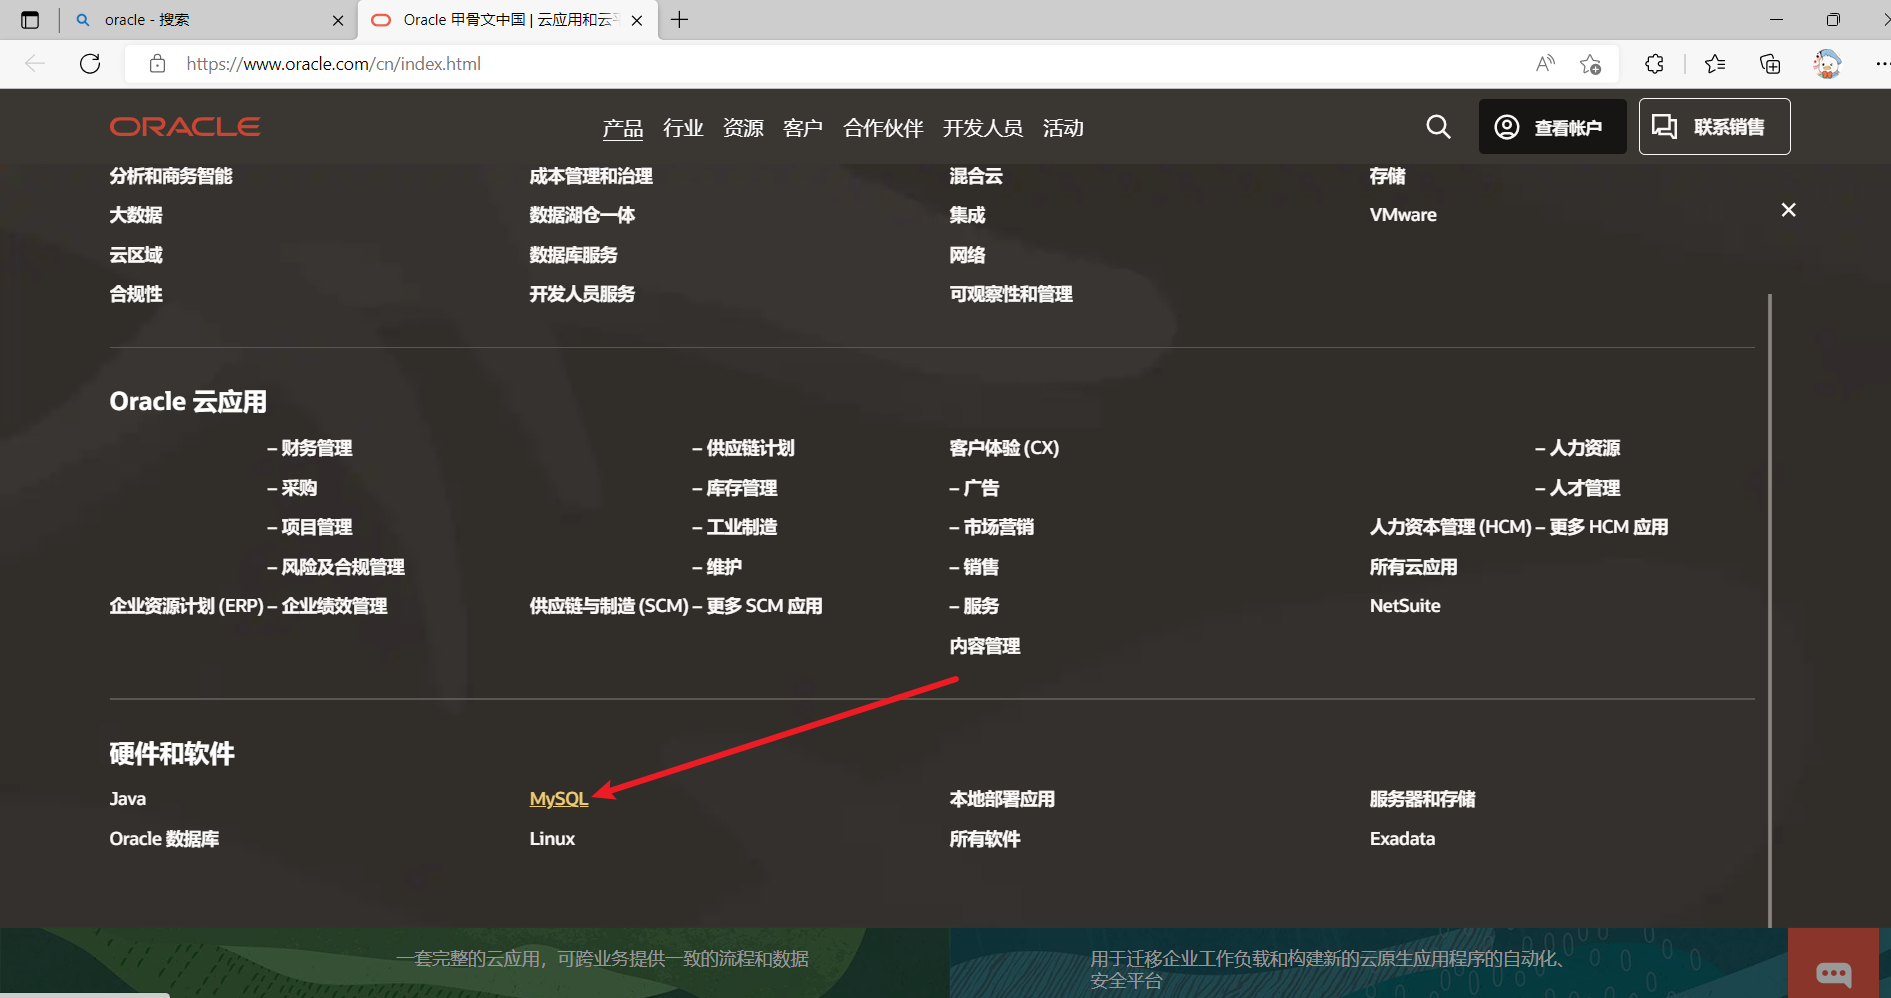 oracle - 搜索
Oracle 甲骨文中国 | 云应用和云
https://www.oracle.com/cn/index.html
ORACLE
产品 行业 资源 客户 合作伙伴 开发人员 活动
查看帐户
联系销售
分析和商务智能 成本管理和治理 混合云 存储
大数据 数据湖仓一体 集成 VMware
云区域 数据库服务 网络
合规性 开发人员服务 可观察性和管理
Oracle 云应用
– 财务管理 – 供应链计划 客户体验 (CX) – 人力资源
– 采购 – 库存管理 – 广告 – 人才管理
– 项目管理 – 工业制造 – 市场营销 人力资本管理 (HCM) – 更多 HCM 应用
– 风险及合规管理 – 维护 – 销售 所有云应用
企业资源计划 (ERP) – 企业绩效管理 供应链与制造 (SCM) – 更多 SCM 应用 – 服务 NetSuite
内容管理
硬件和软件
Java MySQL 本地部署应用 服务器和存储
Oracle 数据库 Linux 所有软件 Exadata
一套完整的云应用，可跨业务提供一致的流程和数据
用于迁移企业工作负载和构建新的云原生应用程序的自动化、
安全平台